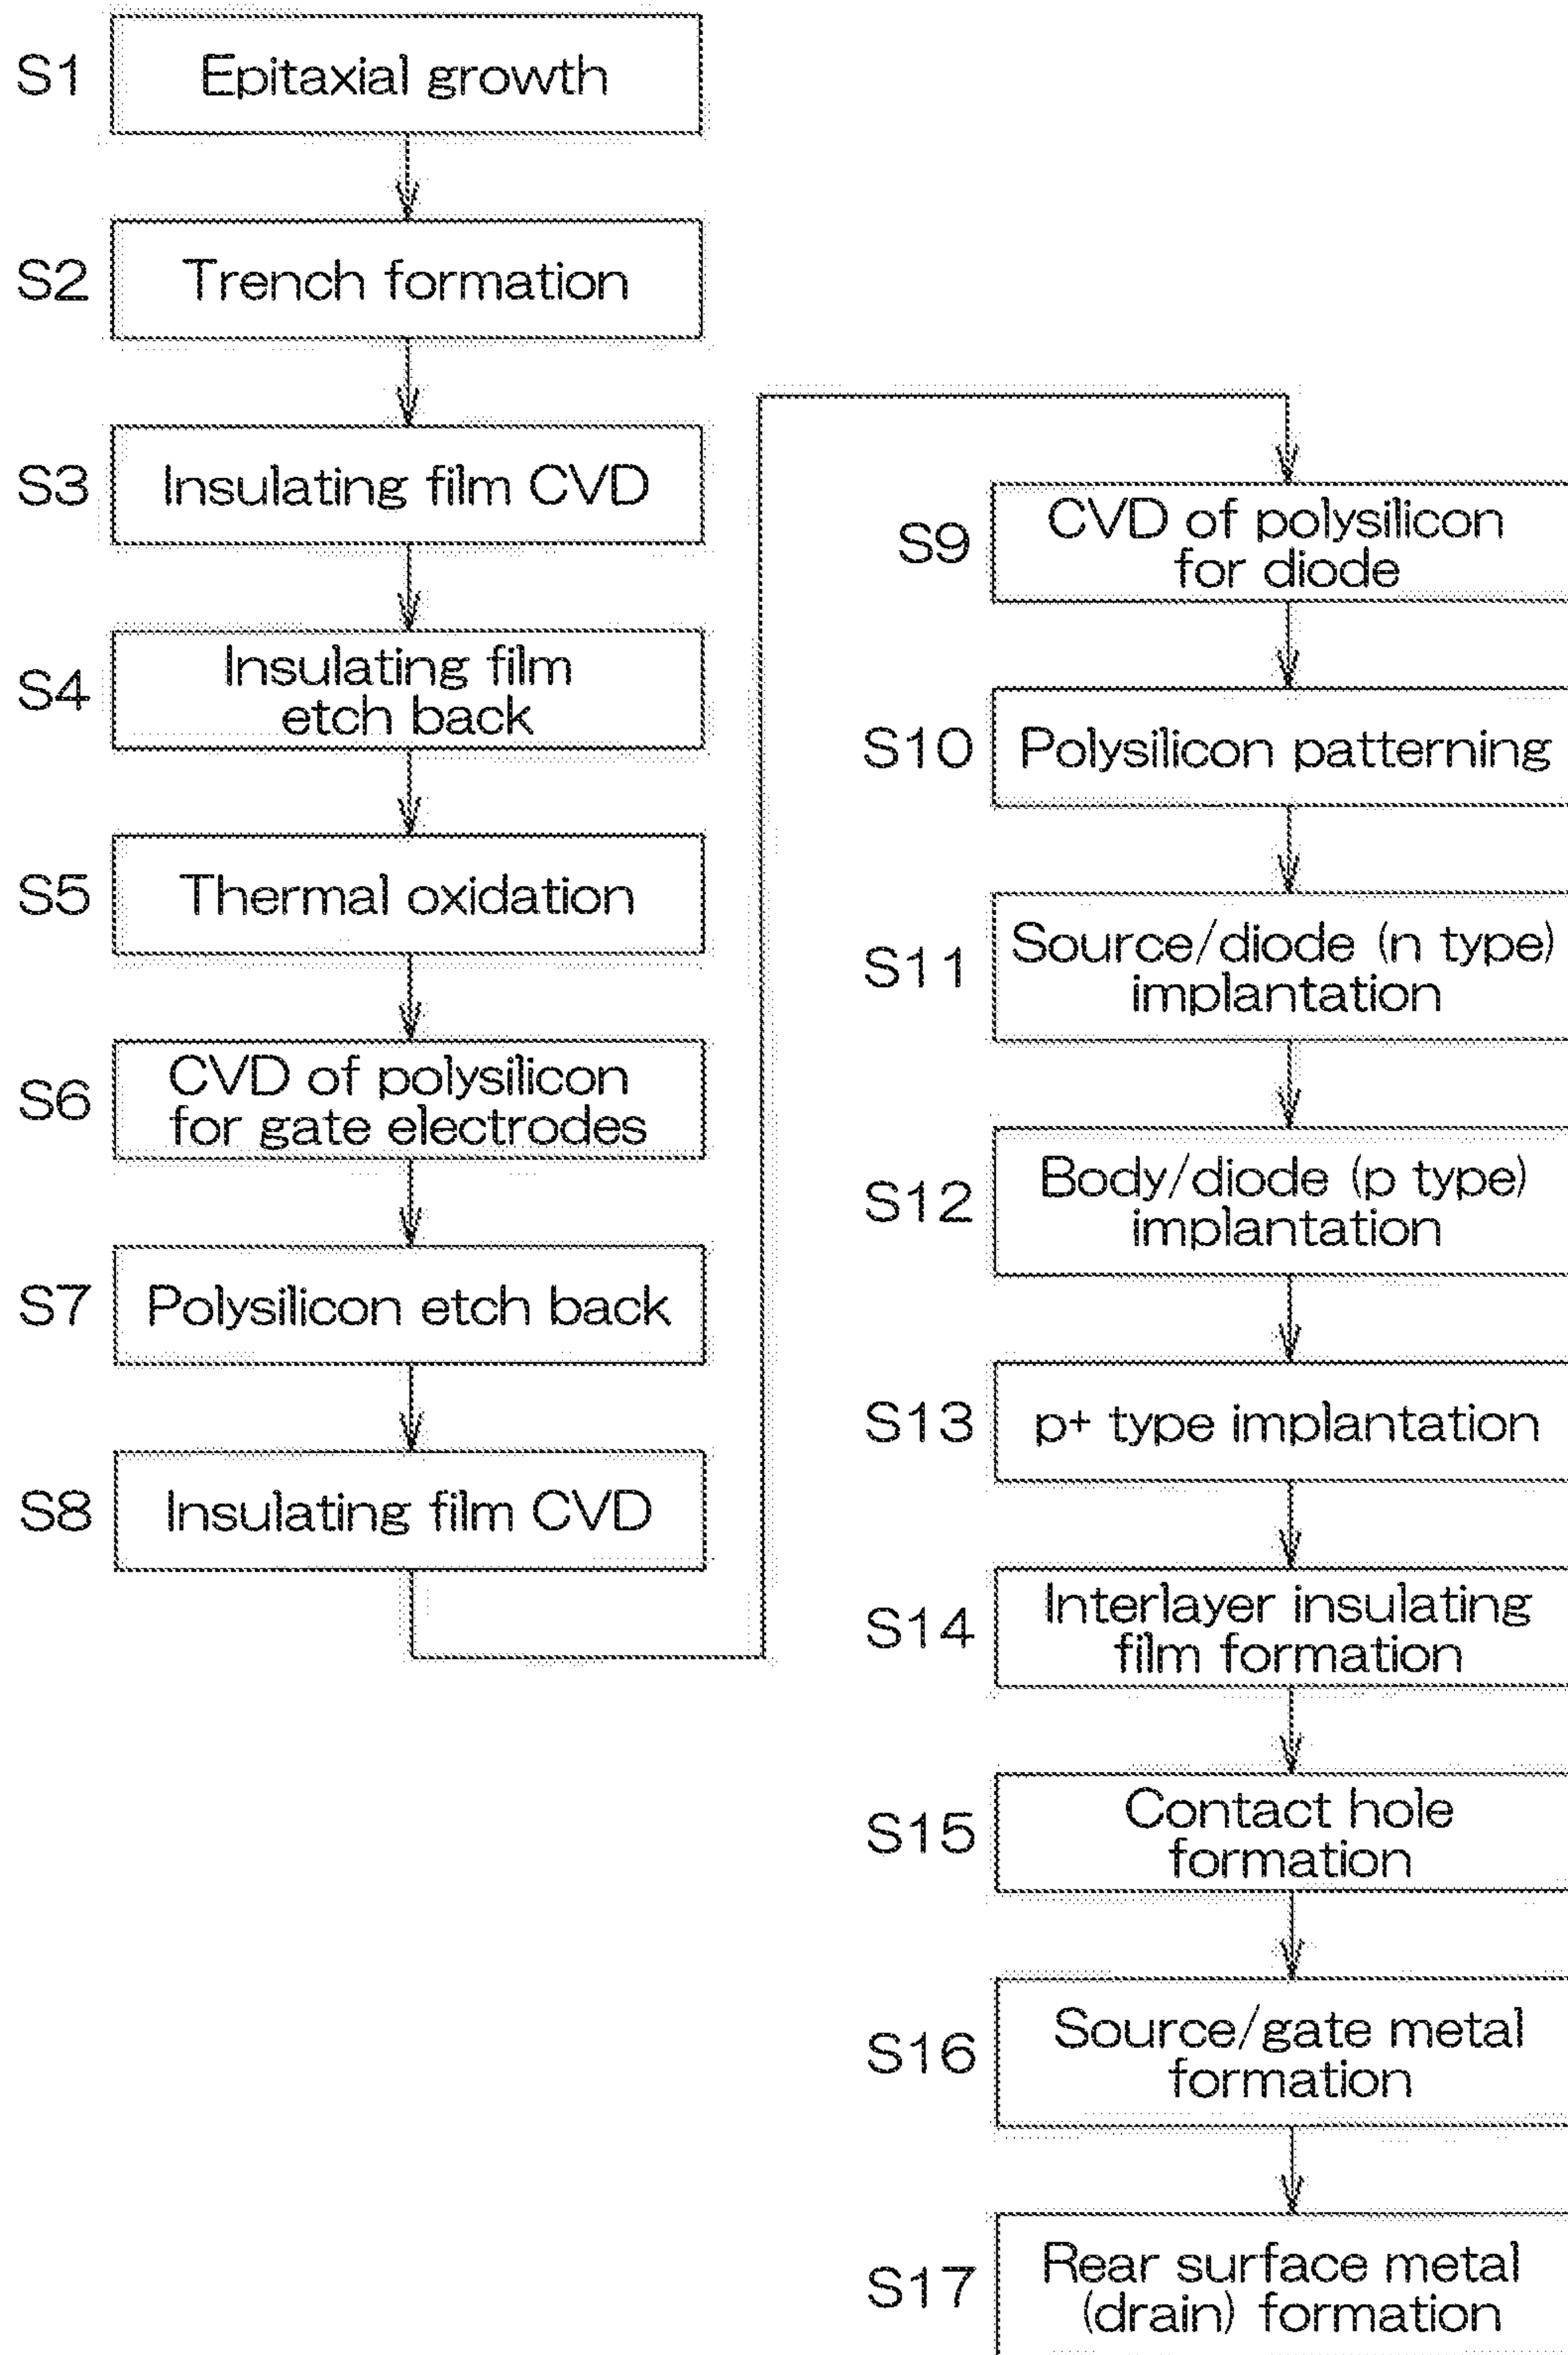 S1
Epitaxial growth
S2
Trench formation
S3
Insulating film CVD
S4
Insulating film
etch back
S5
Thermal oxidation
S6
CVD of polysilicon
for gate electrodes
S7
Polysilicon etch back
S8
Insulating film CVD
S9
CVD of polysilicon
for diode
S10
Polysilicon patterning
S11
Source/diode (n type)
implantation
S12
Body/diode (p type)
implantation
S13
p+ type implantation
S14
Interlayer insulating
film formation
S15
Contact hole
formation
S16
Source/gate metal
formation
S17
Rear surface metal
(drain) formation